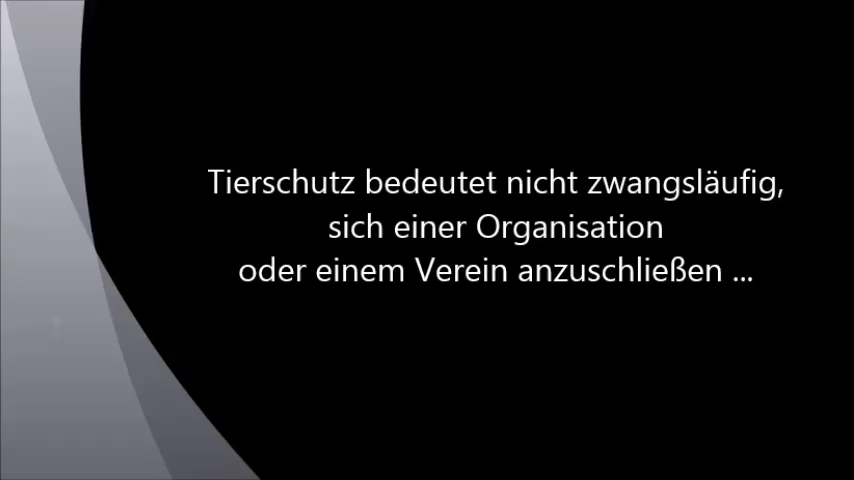 Tierschutz bedeutet nicht zwangsläufig,
sich einer Organisation
oder einem Verein anzuschließen ...